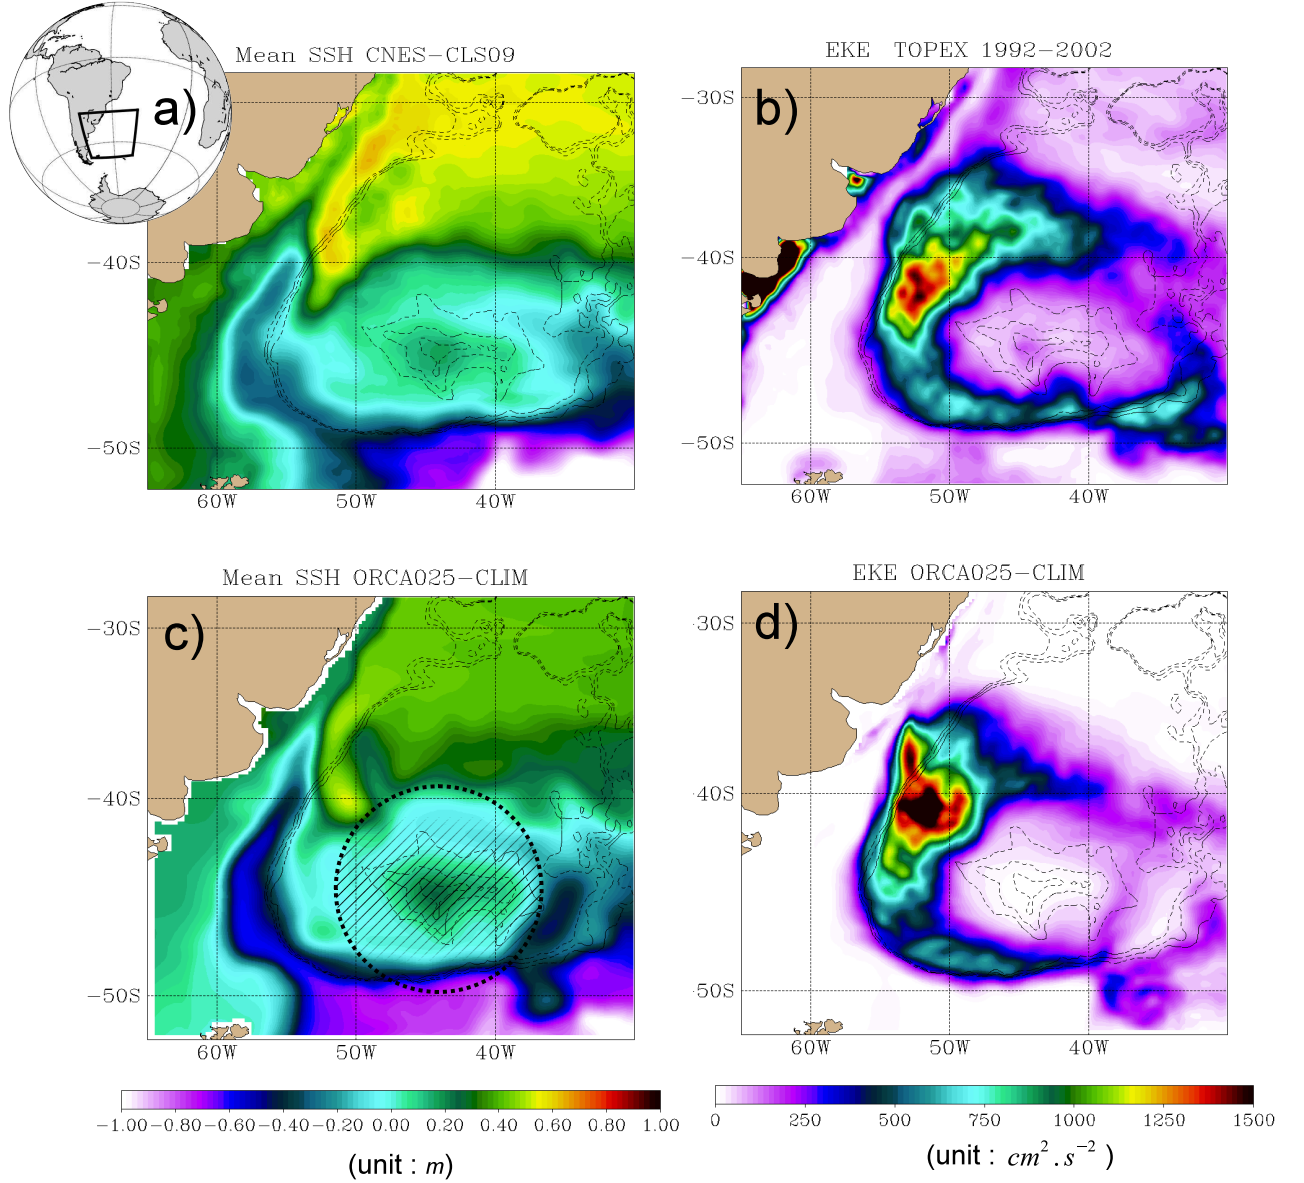 Mean SSH CNES-CLS09
a)
-40S
-50S
60W 50W 40W
EKE TOPEX 1992-2002
b)
-30S
-40S
-50S
60W 50W 40W
Mean SSH ORCA025-CLIM
c)
-30S
-40S
-50S
60W 50W 40W
EKE ORCA025-CLIM
d)
-30S
-40S
-50S
60W 50W 40W
-1.00 -0.80 -0.60 -0.40 -0.20 0.00 0.20 0.40 0.60 0.80 1.00
(unit : m)
0 250 500 750 1000 1250 1500
(unit : cm².s⁻²)